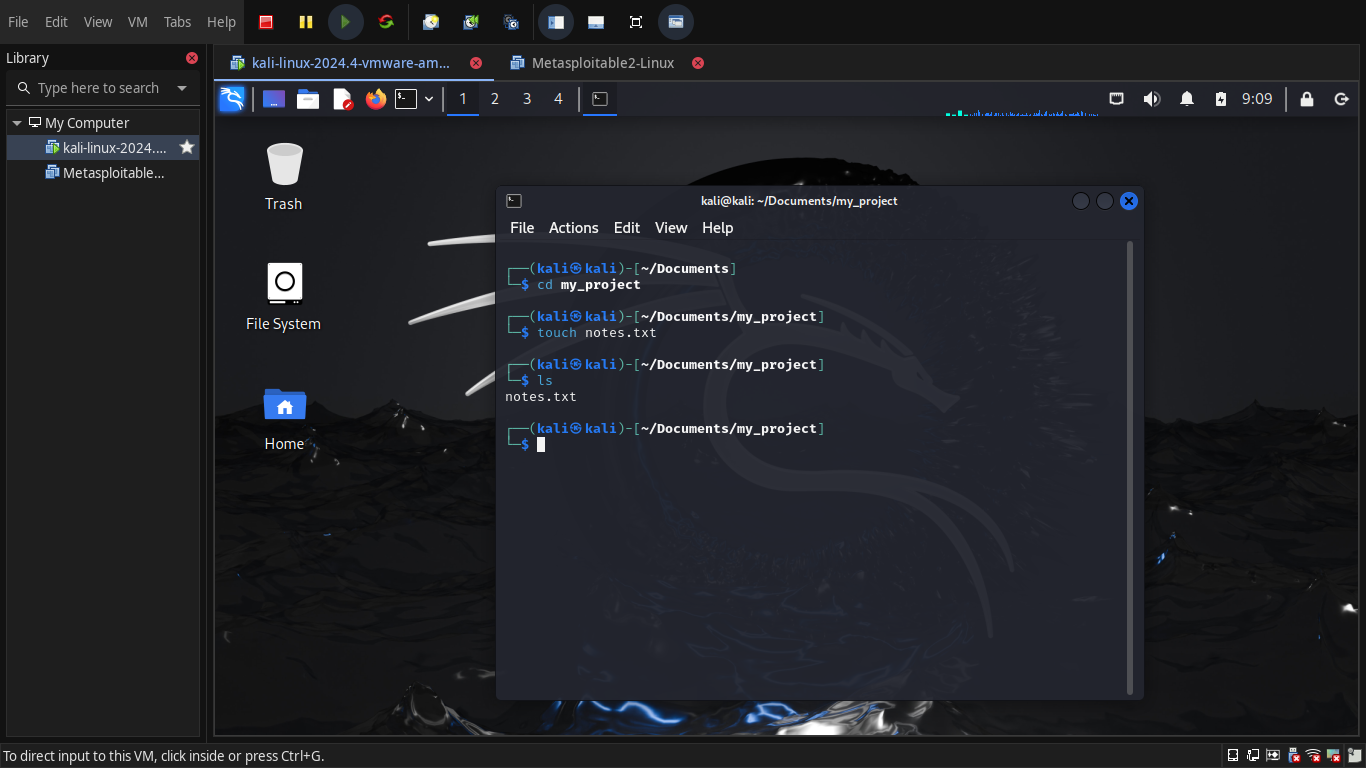 File Edit View VM Tabs Help
Library
Type here to search
My Computer
kali-linux-2024....
Metasploitable...
kali-linux-2024.4-vmware-am...
Metasploitable2-Linux
1 2 3 4
9:09
Trash
File System
Home
kali@kali: ~/Documents/my_project
File Actions Edit View Help
┌──(kali㉿kali)-[~/Documents]
└─$ cd my_project
┌──(kali㉿kali)-[~/Documents/my_project]
└─$ touch notes.txt
┌──(kali㉿kali)-[~/Documents/my_project]
└─$ ls
notes.txt
┌──(kali㉿kali)-[~/Documents/my_project]
└─$
To direct input to this VM, click inside or press Ctrl+G.